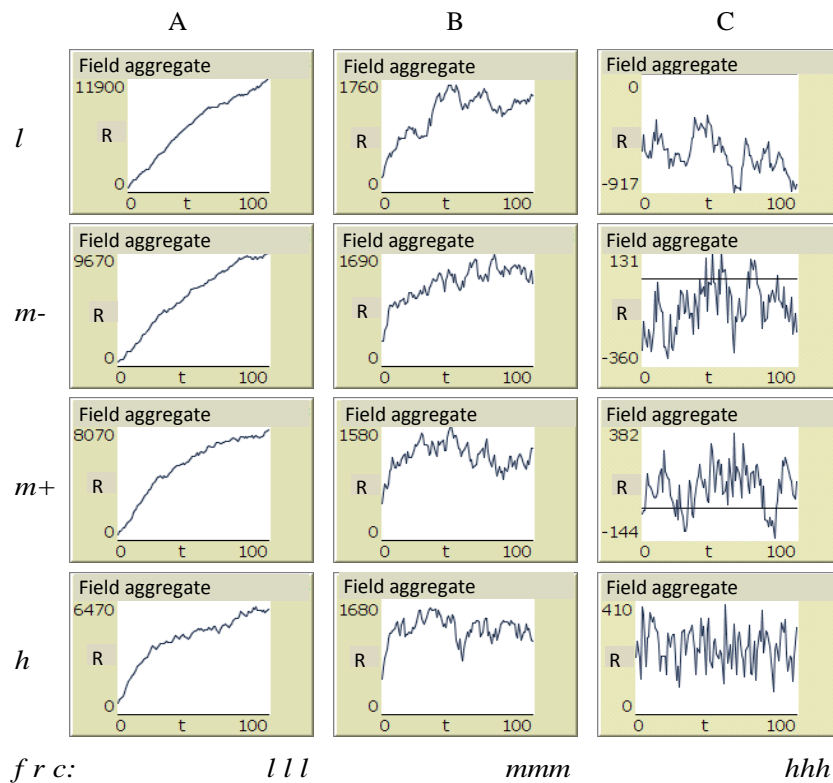 A B C
l
Field aggregate
11900
R
0
0 t 100
Field aggregate
1760
R
0
0 t 100
Field aggregate
0
R
-917
0 t 100
m-
Field aggregate
9670
R
0
0 t 100
Field aggregate
1690
R
0
0 t 100
Field aggregate
131
R
-360
0 t 100
m+
Field aggregate
8070
R
0
0 t 100
Field aggregate
1580
R
0
0 t 100
Field aggregate
382
R
-144
0 t 100
h
Field aggregate
6470
R
0
0 t 100
Field aggregate
1680
R
0
0 t 100
Field aggregate
410
R
0
0 t 100
f r c: l l l mmm hhh